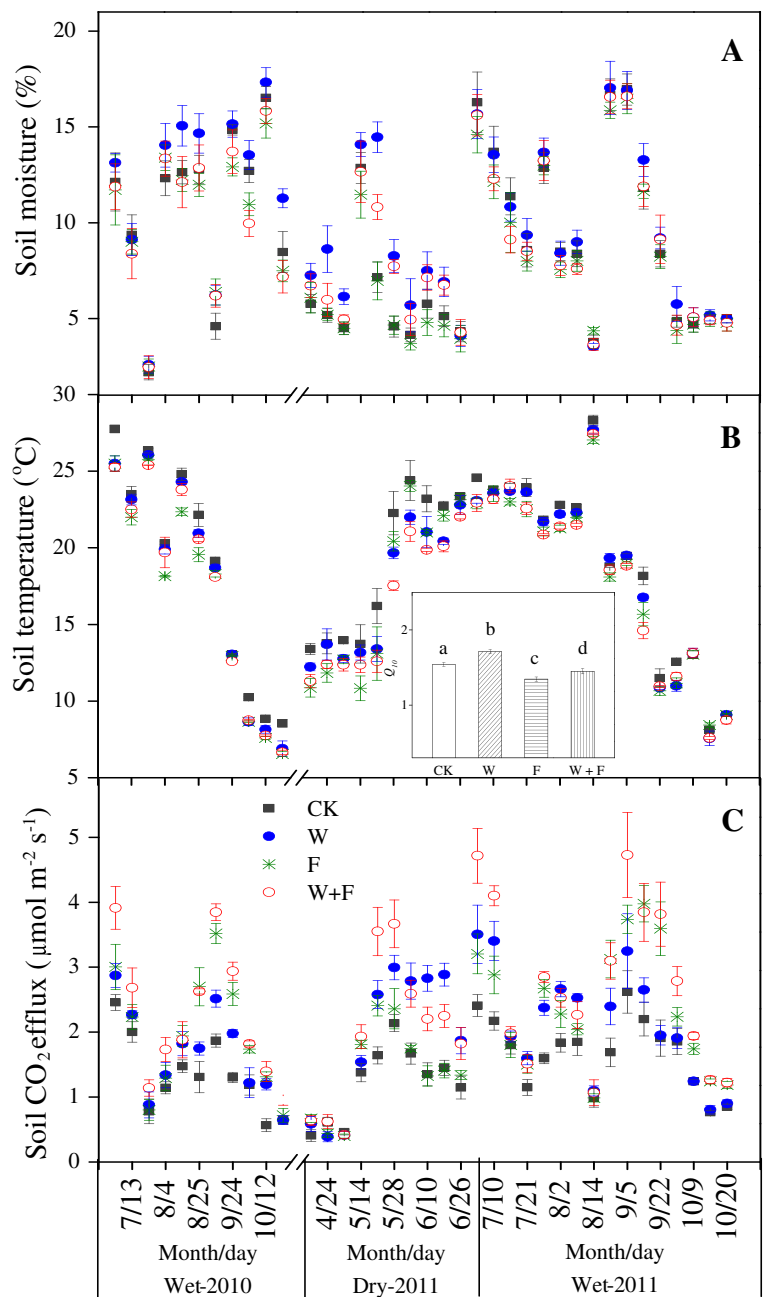 A
Soil moisture (%)
20
15
10
5
30
B
Soil temperature (°C)
25
20
15
10
5
Q10
2
1
a
b
c
d
CK
W
F
W + F
C
Soil CO2 efflux (μmol m−2 s−1)
CK
W
F
W+F
5
4
3
2
1
0
7/13
8/4
8/25
9/24
10/12
4/24
5/14
5/28
6/10
6/26
7/10
7/21
8/2
8/14
9/5
9/22
10/9
10/20
Month/day
Month/day
Month/day
Wet-2010
Dry-2011
Wet-2011